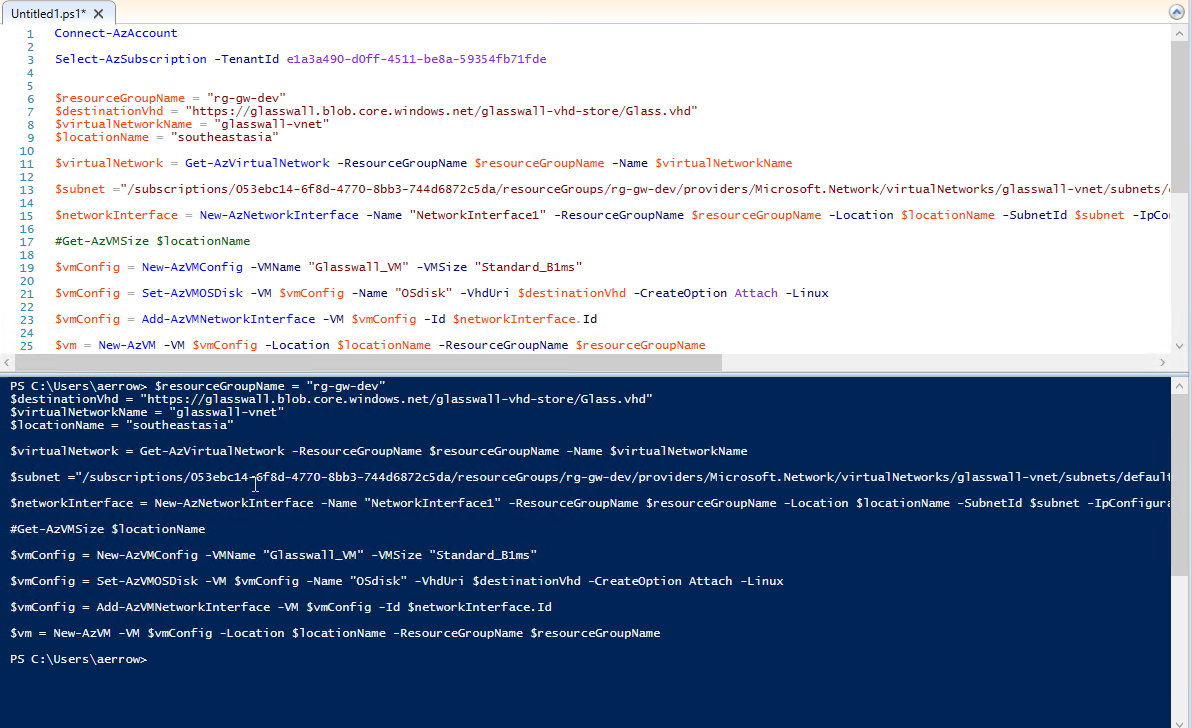 Untitled1.ps1* X
1 Connect-AzAccount
2
3 Select-AzSubscription -TenantId e1a3a490-d0ff-4511-be8a-59354fb71fde
4
5
6 $resourceGroupName = "rg-gw-dev"
7 $destinationVhd = "https://glasswall.blob.core.windows.net/glasswall-vhd-store/Glass.vhd"
8 $virtualNetworkName = "glasswall-vnet"
9 $locationName = "southeastasia"
10
11 $virtualNetwork = Get-AzVirtualNetwork -ResourceGroupName $resourceGroupName -Name $virtualNetworkName
12
13 $subnet ="/subscriptions/053ebc14-6f8d-4770-8bb3-744d6872c5da/resourceGroups/rg-gw-dev/providers/Microsoft.Network/virtualNetworks/glasswall-vnet/subnets/
14
15 $networkInterface = New-AzNetworkInterface -Name "NetworkInterface1" -ResourceGroupName $resourceGroupName -Location $locationName -SubnetId $subnet -IpCon
16
17 #Get-AzVMSize $locationName
18
19 $vmConfig = New-AzVMConfig -VMName "Glasswall_VM" -VMSize "Standard_B1ms"
20
21 $vmConfig = Set-AzVMOSDisk -VM $vmConfig -Name "OSdisk" -VhdUri $destinationVhd -CreateOption Attach -Linux
22
23 $vmConfig = Add-AzVMNetworkInterface -VM $vmConfig -Id $networkInterface.Id
24
25 $vm = New-AzVM -VM $vmConfig -Location $locationName -ResourceGroupName $resourceGroupName
PS C:\Users\aerrow> $resourceGroupName = "rg-gw-dev"
$destinationVhd = "https://glasswall.blob.core.windows.net/glasswall-vhd-store/Glass.vhd"
$virtualNetworkName = "glasswall-vnet"
$locationName = "southeastasia"
$virtualNetwork = Get-AzVirtualNetwork -ResourceGroupName $resourceGroupName -Name $virtualNetworkName
$subnet ="/subscriptions/053ebc14-6f8d-4770-8bb3-744d6872c5da/resourceGroups/rg-gw-dev/providers/Microsoft.Network/virtualNetworks/glasswall-vnet/subnets/default
$networkInterface = New-AzNetworkInterface -Name "NetworkInterface1" -ResourceGroupName $resourceGroupName -Location $locationName -SubnetId $subnet -IpConfigura
#Get-AzVMSize $locationName
$vmConfig = New-AzVMConfig -VMName "Glasswall_VM" -VMSize "Standard_B1ms"
$vmConfig = Set-AzVMOSDisk -VM $vmConfig -Name "OSdisk" -VhdUri $destinationVhd -CreateOption Attach -Linux
$vmConfig = Add-AzVMNetworkInterface -VM $vmConfig -Id $networkInterface.Id
$vm = New-AzVM -VM $vmConfig -Location $locationName -ResourceGroupName $resourceGroupName
PS C:\Users\aerrow>